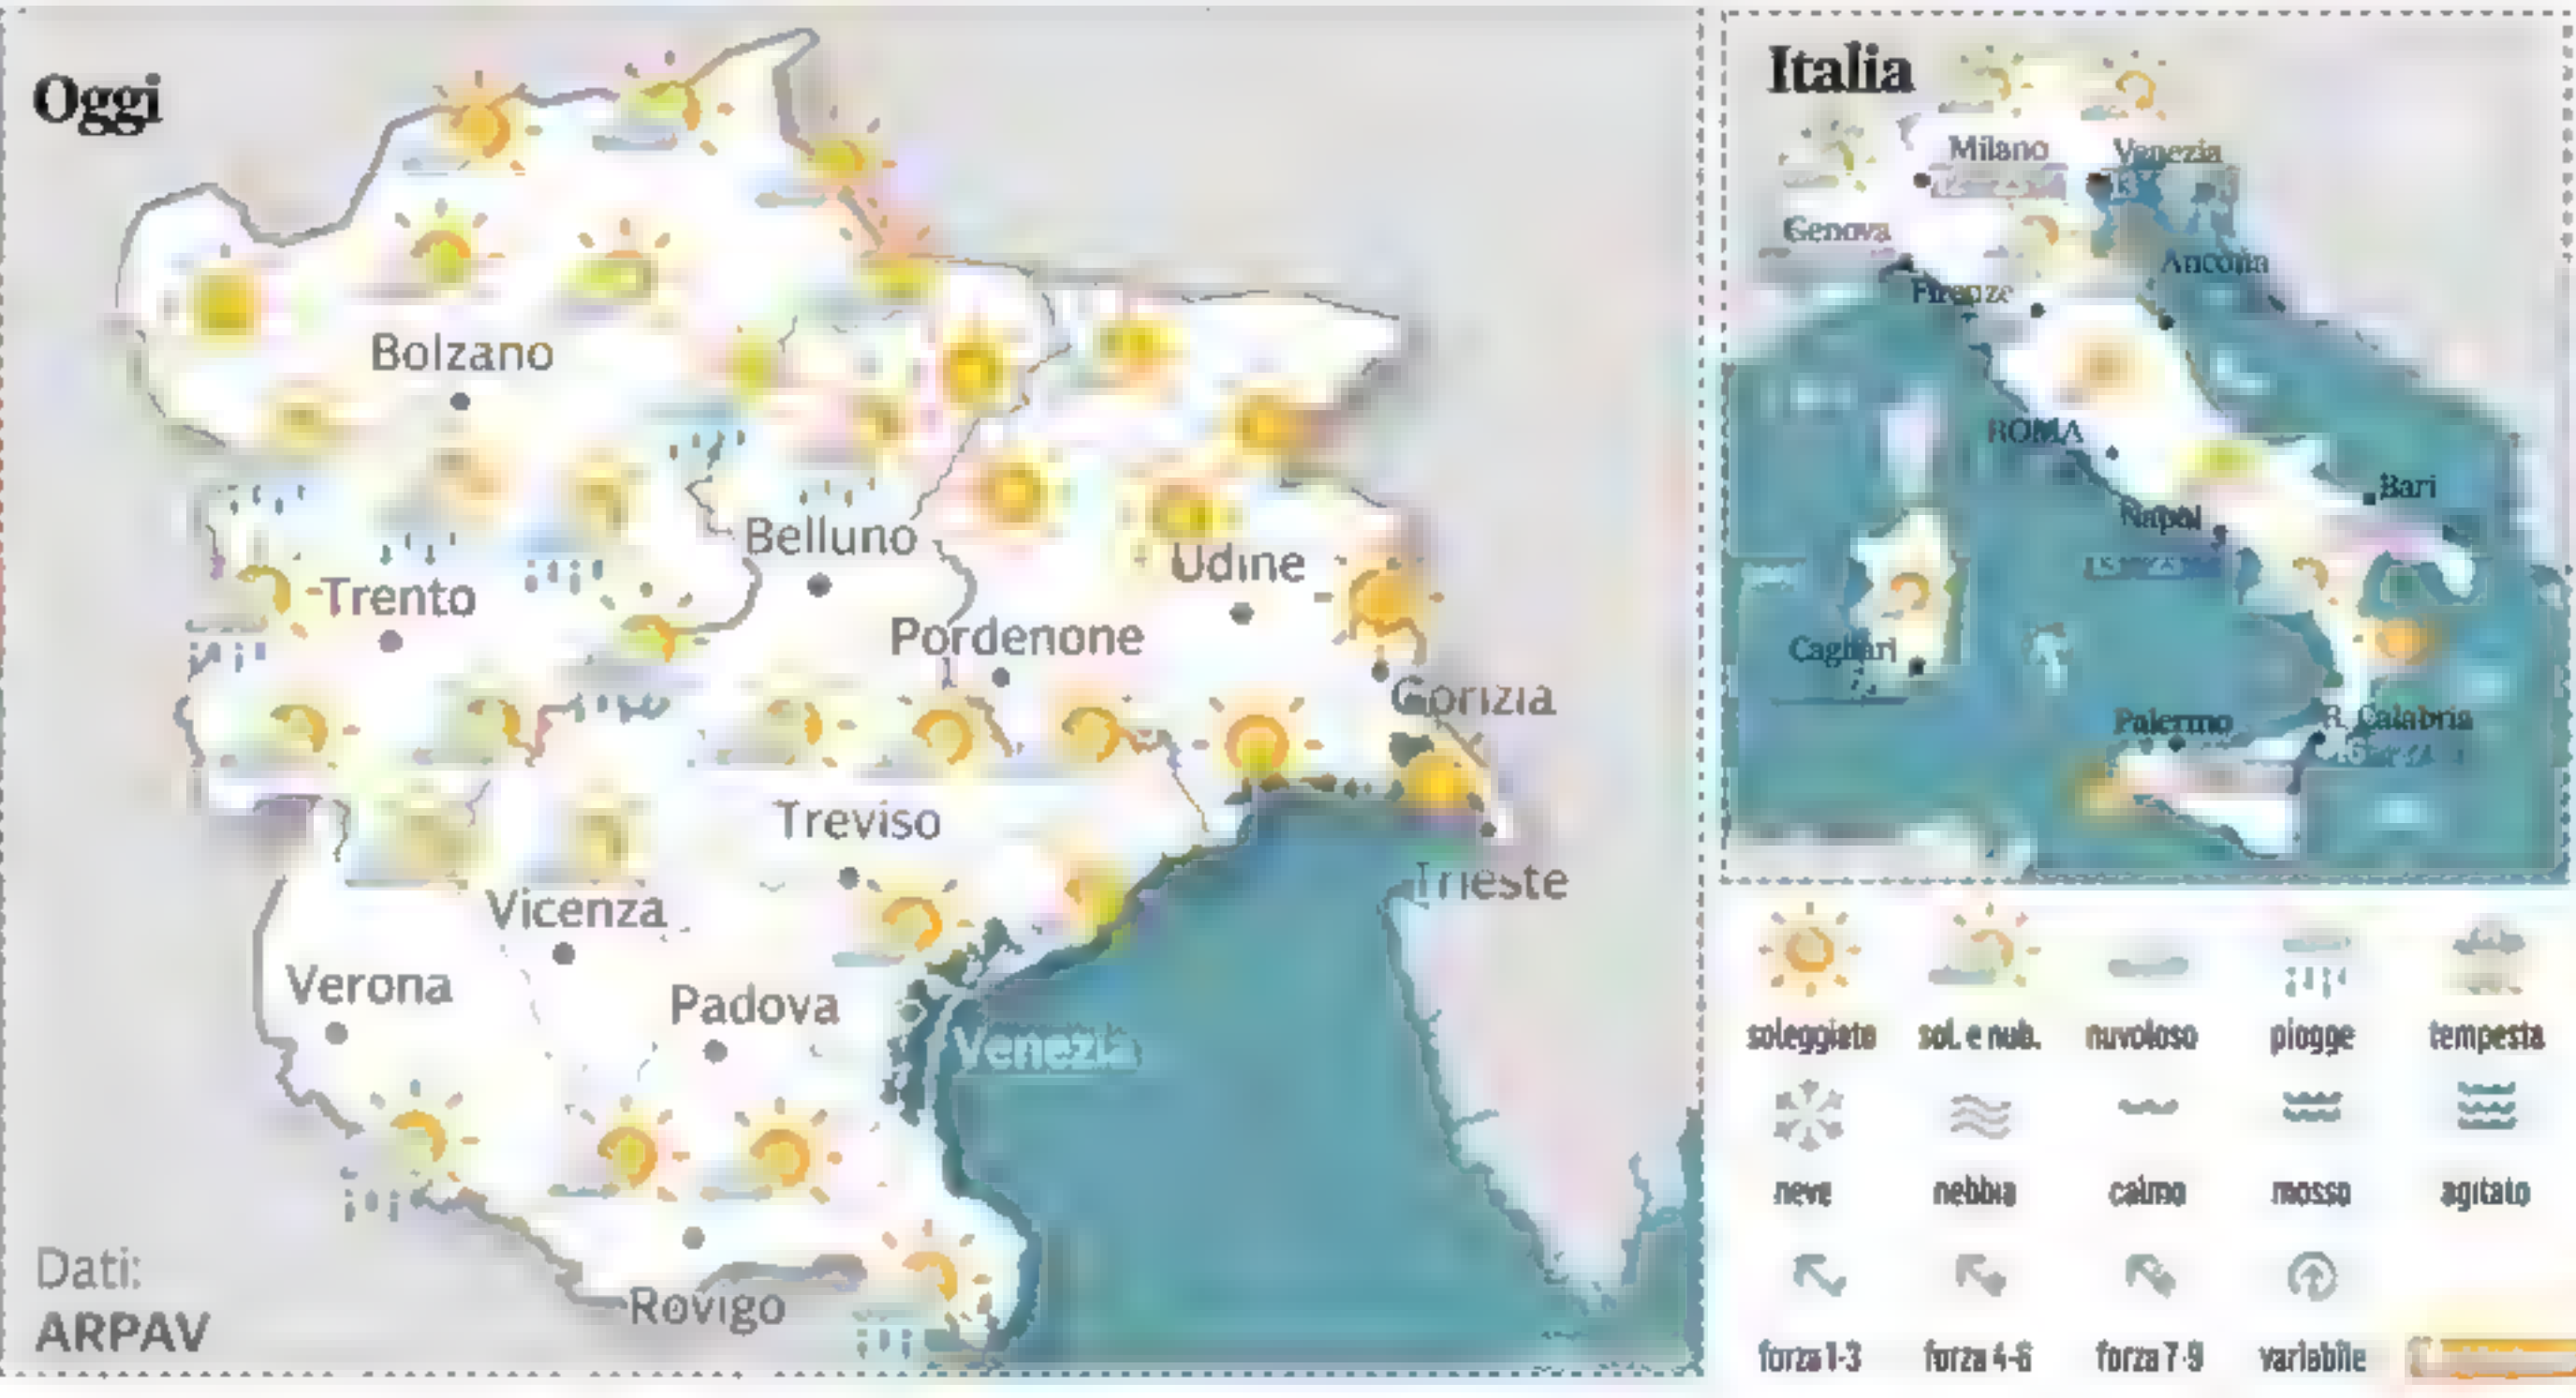 Oggi
Bolzano
Belluno
Udine
Trento
Pordenone
Gorizia
Treviso
Trieste
Vicenza
Verona
Padova
Venezia
Rovigo
Dati:
ARPAV
Italia
Milano
Venezia
13
Genova
Ancona
Firenze
ROMA
Bari
Napoli
Cagliari
Palermo
R. Calabria
soleggiato sol. e nub. nuvoloso piogge tempesta
neve nebbia calmo mosso agitato
forza 1-3 forza 4-6 forza 7-9 variabile